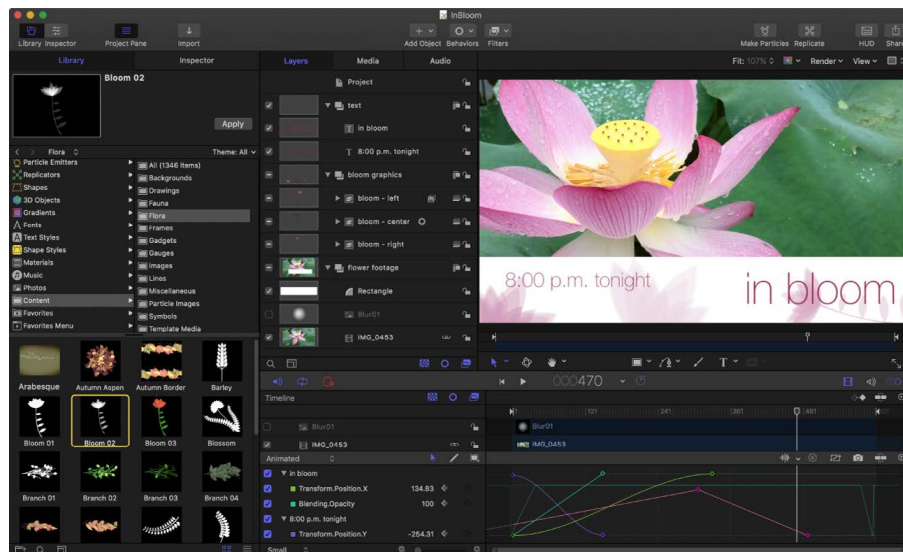 InBloom
Library Inspector Project Pane Import Add Object Behaviors Filters Make Particles Replicate HUD Share
Library Inspector Layers Media Audio Fit: 107% Render View
Bloom 02
Apply
Flora Theme: All
Particle Emitters
Replicators
Shapes
3D Objects
Gradients
Fonts
Text Styles
Shape Styles
Materials
Music
Photos
Content
Favorites
Favorites Menu
All (1346 items)
Backgrounds
Drawings
Fauna
Flora
Frames
Gadgets
Gauges
Images
Lines
Miscellaneous
Particle Images
Symbols
Template Media
Arabesque Autumn Aspen Autumn Border Barley
Bloom 01 Bloom 02 Bloom 03 Blossom
Branch 01 Branch 02 Branch 03 Branch 04
Project
text
in bloom
8:00 p.m. tonight
bloom graphics
bloom - left
bloom - center
bloom - right
flower footage
Rectangle
Blur01
IMG_0453
8:00 p.m. tonight in bloom
000470
Timeline
121 241 361 481
Blur01 Blur01
IMG_0453 IMG_0453
Animated
in bloom
Transform.Position.X 134.83
Blending.Opacity 100
8:00 p.m. tonight
Transform.Position.Y -254.31
Small